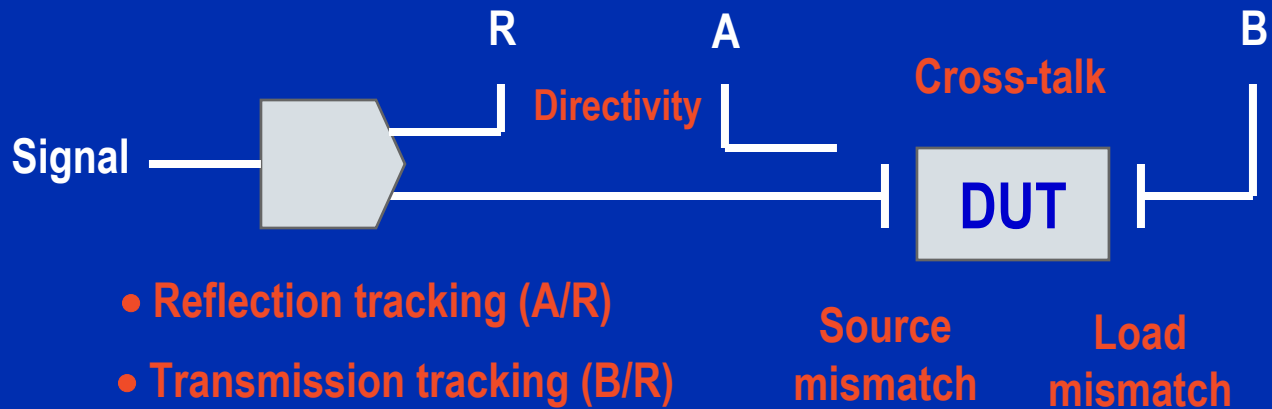 R
A
B
Cross-talk
Directivity
Signal
DUT
• Reflection tracking (A/R)
• Transmission tracking (B/R)
Source
mismatch
Load
mismatch